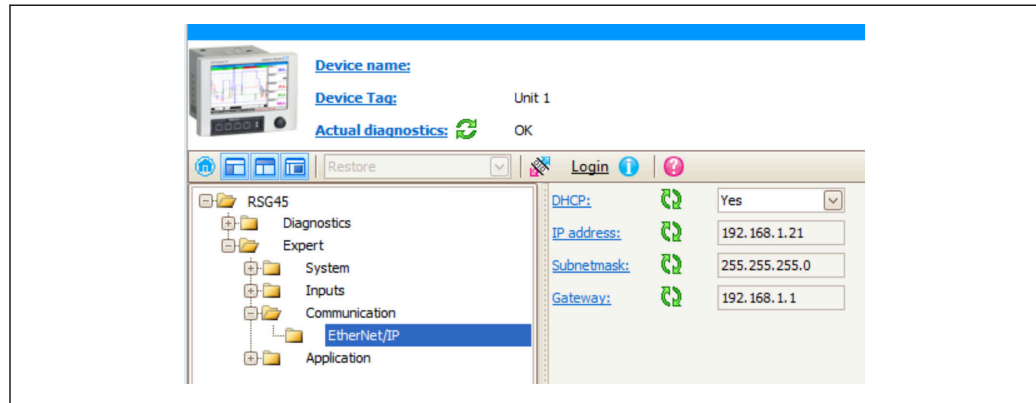 Device name:
Device Tag: Unit 1
Actual diagnostics: OK
Restore Login
RSG45
Diagnostics
Expert
System
Inputs
Communication
EtherNet/IP
Application
DHCP: Yes
IP address: 192.168.1.21
Subnetmask: 255.255.255.0
Gateway: 192.168.1.1